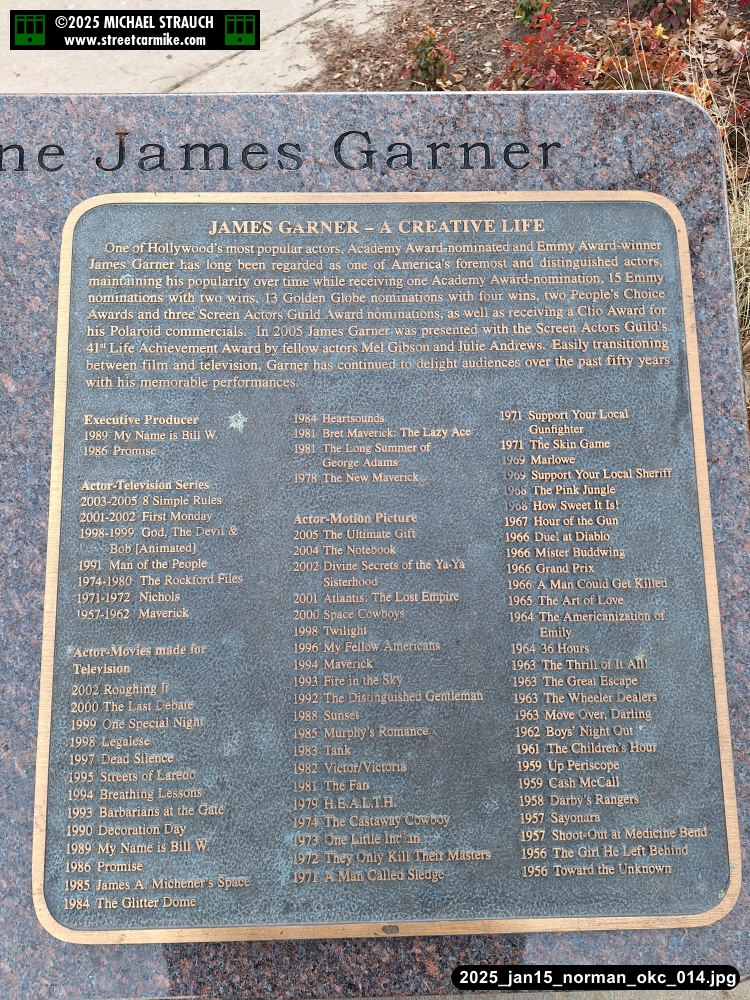 ©2025 MICHAEL STRAUCH
www.streetcarmike.com
ne James Garner
JAMES GARNER – A CREATIVE LIFE
One of Hollywood's most popular actors, Academy Award-nominated and Emmy Award-winner
James Garner has long been regarded as one of America's foremost and distinguished actors,
maintaining his popularity over time while receiving one Academy Award-nomination, 15 Emmy
nominations with two wins, 13 Golden Globe nominations with four wins, two People's Choice
Awards and three Screen Actors Guild Award nominations, as well as receiving a Clio Award for
his Polaroid commercials. In 2005 James Garner was presented with the Screen Actors Guild's
41st Life Achievement Award by fellow actors Mel Gibson and Julie Andrews. Easily transitioning
between film and television, Garner has continued to delight audiences over the past fifty years
with his memorable performances.
Executive Producer
1989 My Name is Bill W.
1986 Promise
Actor-Television Series
2003-2005 8 Simple Rules
2001-2002 First Monday
1998-1999 God, The Devil &
Bob [Animated]
1991 Man of the People
1974-1980 The Rockford Files
1971-1972 Nichols
1957-1962 Maverick
Actor-Movies made for
Television
2002 Roughing It
2000 The Last Debate
1999 One Special Night
1998 Legalese
1997 Dead Silence
1995 Streets of Laredo
1994 Breathing Lessons
1993 Barbarians at the Gate
1990 Decoration Day
1989 My Name is Bill W.
1986 Promise
1985 James A. Michener's Space
1984 The Glitter Dome
1984 Heartsounds
1981 Bret Maverick: The Lazy Ace
1981 The Long Summer of
George Adams
1978 The New Maverick
Actor-Motion Picture
2005 The Ultimate Gift
2004 The Notebook
2002 Divine Secrets of the Ya-Ya
Sisterhood
2001 Atlantis: The Lost Empire
2000 Space Cowboys
1998 Twilight
1996 My Fellow Americans
1994 Maverick
1993 Fire in the Sky
1992 The Distinguished Gentleman
1988 Sunset
1985 Murphy's Romance
1983 Tank
1982 Victor/Victoria
1981 The Fan
1979 H.E.A.L.T.H.
1974 The Castaway Cowboy
1973 One Little Indian
1972 They Only Kill Their Masters
1971 A Man Called Sledge
1971 Support Your Local
Gunfighter
1971 The Skin Game
1969 Marlowe
1969 Support Your Local Sheriff
1968 The Pink Jungle
1968 How Sweet It Is!
1967 Hour of the Gun
1966 Duel at Diablo
1966 Mister Buddwing
1966 Grand Prix
1966 A Man Could Get Killed
1965 The Art of Love
1964 The Americanization of
Emily
1964 36 Hours
1963 The Thrill of It All!
1963 The Great Escape
1963 The Wheeler Dealers
1963 Move Over, Darling
1962 Boys' Night Out
1961 The Children's Hour
1959 Up Periscope
1959 Cash McCall
1958 Darby's Rangers
1957 Sayonara
1957 Shoot-Out at Medicine Bend
1956 The Girl He Left Behind
1956 Toward the Unknown
2025_jan15_norman_okc_014.jpg